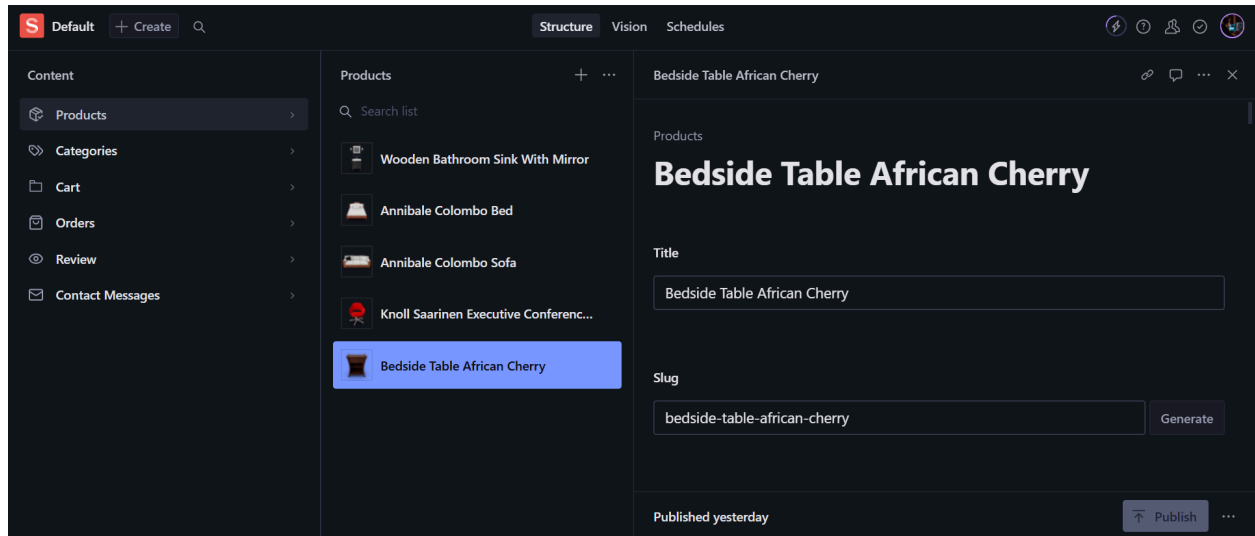 S Default + Create
Structure Vision Schedules
Content
Products
Categories
Cart
Orders
Review
Contact Messages
Products
Search list
Wooden Bathroom Sink With Mirror
Annibale Colombo Bed
Annibale Colombo Sofa
Knoll Saarinen Executive Conferenc...
Bedside Table African Cherry
Bedside Table African Cherry
Products
Bedside Table African Cherry
Title
Bedside Table African Cherry
Slug
bedside-table-african-cherry
Generate
Published yesterday
Publish